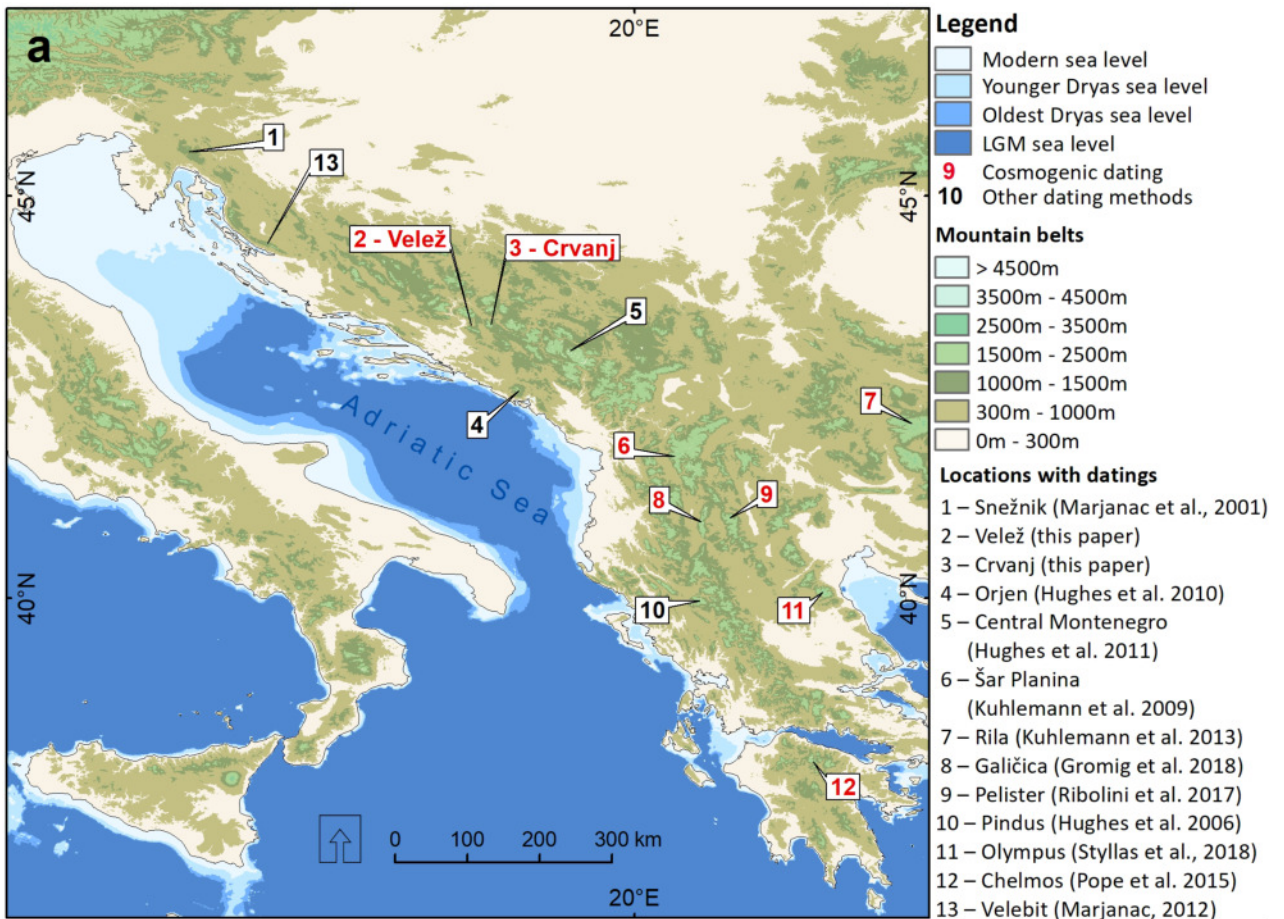 a
20°E
45°N
45°N
40°N
40°N
1
13
2 - Velež
3 - Crvanj
5
4
7
6
8
9
10
11
12
Adriatic Sea
0 100 200 300 km
20°E
Legend
Modern sea level
Younger Dryas sea level
Oldest Dryas sea level
LGM sea level
9 Cosmogenic dating
10 Other dating methods
Mountain belts
> 4500m
3500m - 4500m
2500m - 3500m
1500m - 2500m
1000m - 1500m
300m - 1000m
0m - 300m
Locations with datings
1 – Snežnik (Marjanac et al., 2001)
2 – Velež (this paper)
3 – Crvanj (this paper)
4 – Orjen (Hughes et al. 2010)
5 – Central Montenegro
(Hughes et al. 2011)
6 – Šar Planina
(Kuhlemann et al. 2009)
7 – Rila (Kuhlemann et al. 2013)
8 – Galičica (Gromig et al. 2018)
9 – Pelister (Ribolini et al. 2017)
10 – Pindus (Hughes et al. 2006)
11 – Olympus (Styllas et al., 2018)
12 – Chelmos (Pope et al. 2015)
13 – Velebit (Marjanac, 2012)